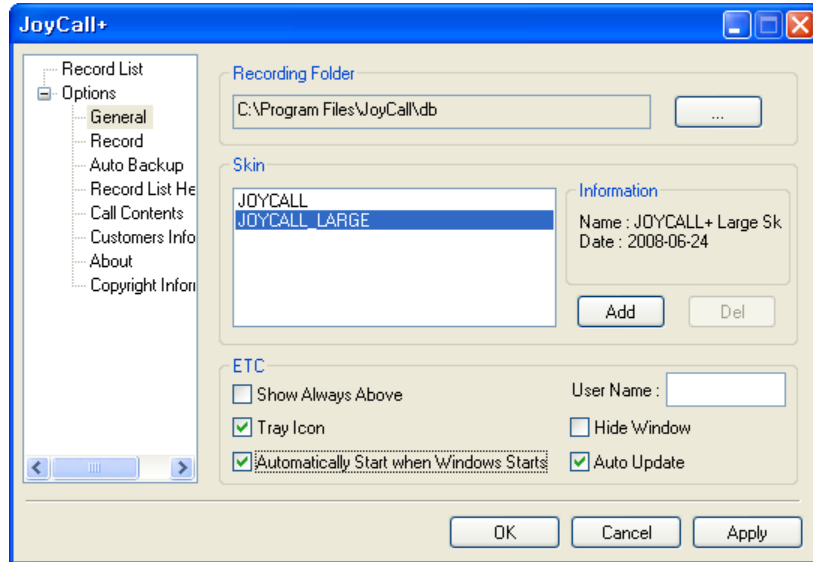 JoyCall+
Record List
Options
General
Record
Auto Backup
Record List He
Call Contents
Customers Info
About
Copyright Infor
Recording Folder
C:\Program Files\JoyCall\db
...
Skin
JOYCALL
JOYCALL_LARGE
Information
Name : JOYCALL+ Large Sk
Date : 2008-06-24
Add
Del
ETC
Show Always Above
User Name :
Tray Icon
Hide Window
Automatically Start when Windows Starts
Auto Update
OK
Cancel
Apply